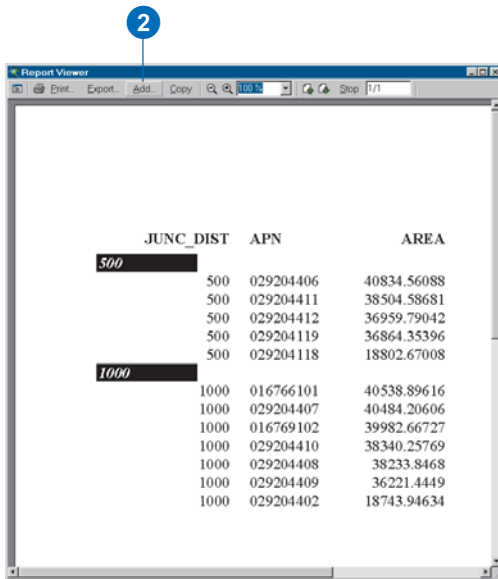 2
Report Viewer
Print... Export... Add... Copy 100 % Stop 1/1
JUNC_DIST APN AREA
500
500 029204406 40834.56088
500 029204411 38504.58681
500 029204412 36959.79042
500 029204119 36864.35396
500 029204118 18802.67008
1000
1000 016766101 40538.89616
1000 029204407 40484.20606
1000 016769102 39982.66727
1000 029204410 38340.25769
1000 029204408 38233.8468
1000 029204409 36221.4449
1000 029204402 18743.94634